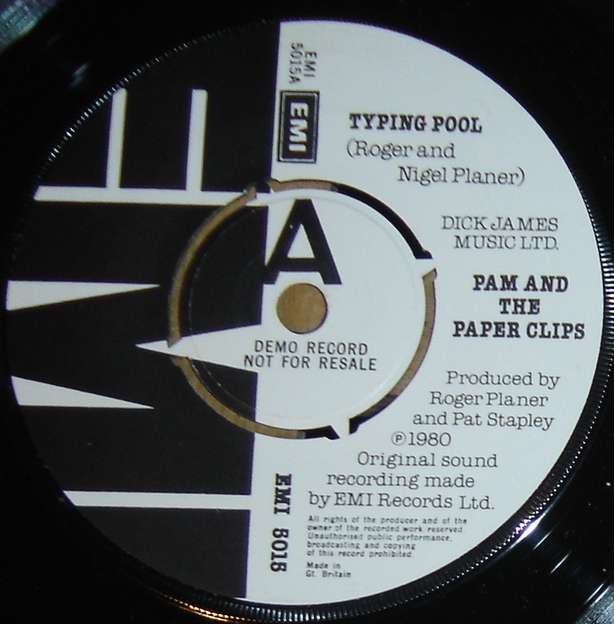 EMI
5015A
EMI
TYPING POOL
(Roger and
Nigel Planer)
DICK JAMES
MUSIC LTD.
A
PAM AND
THE
PAPER CLIPS
DEMO RECORD
NOT FOR RESALE
Produced by
Roger Planer
and Pat Stapley
℗1980
Original sound
recording made
by EMI Records Ltd.
EMI 5015
All rights of the producer and of the
owner of the recorded work reserved.
Unauthorised public performance,
broadcasting and copying
of this record prohibited.
Made in
Gt. Britain
EMI